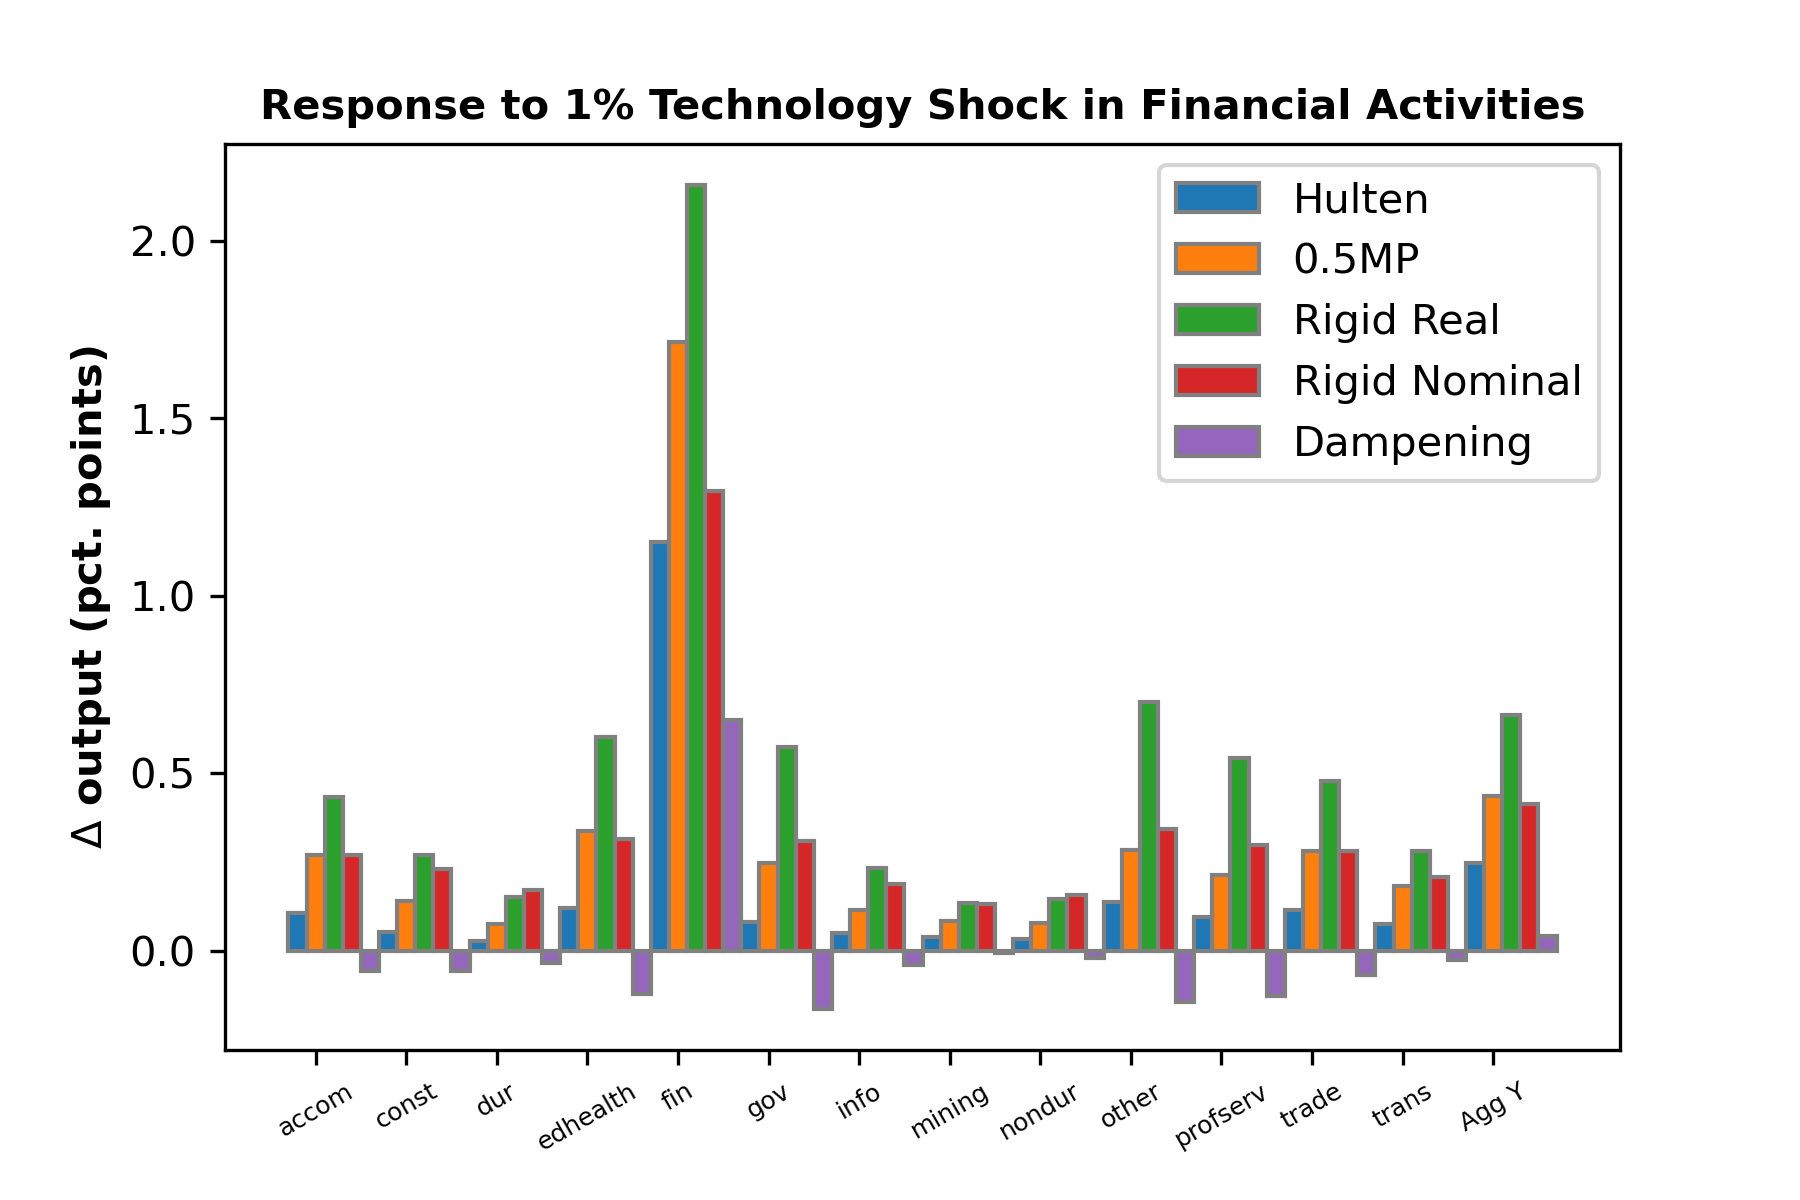 Response to 1% Technology Shock in Financial Activities
Δ output (pct. points)
2.0
1.5
1.0
0.5
0.0
Hulten
0.5MP
Rigid Real
Rigid Nominal
Dampening
accom
const
dur
edhealth
fin
gov
info
mining
nondur
other
profserv
trade
trans
Agg Y